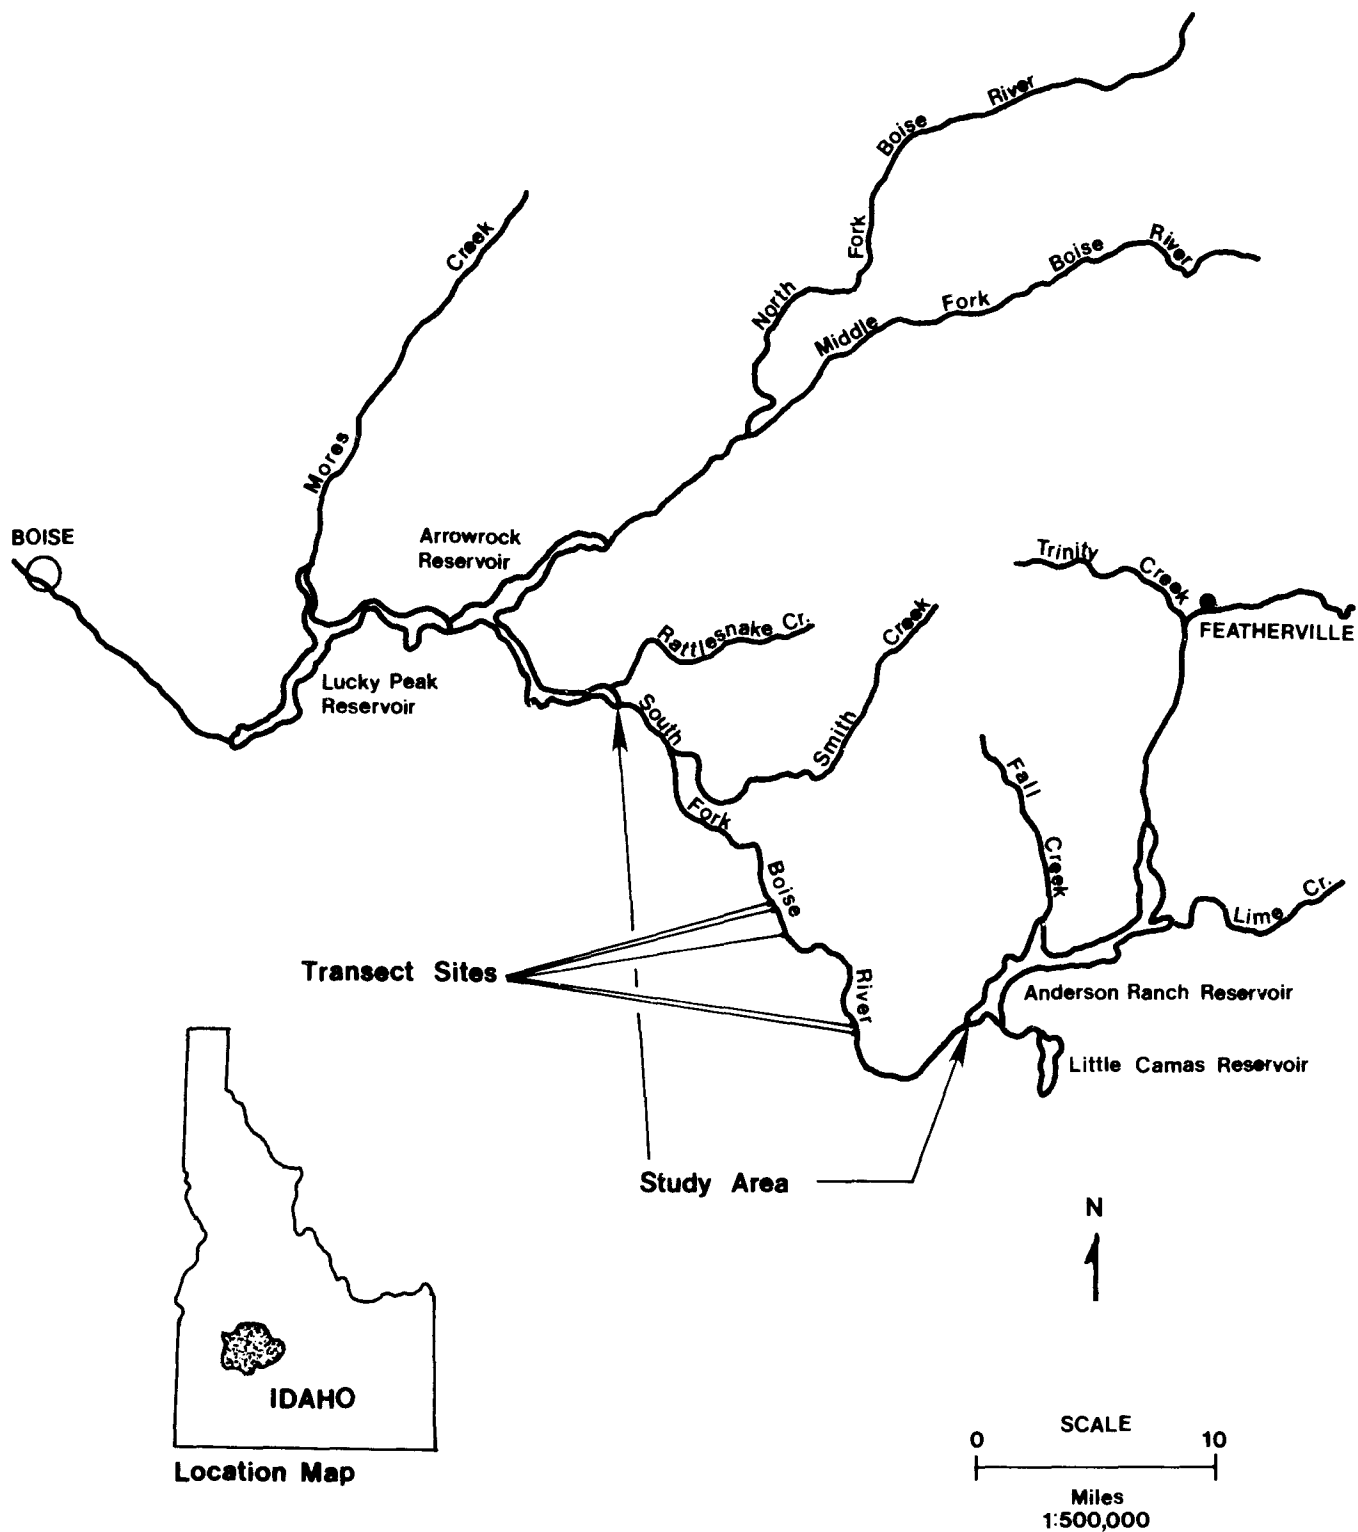 North Fork Boise River
Middle Fork Boise River
Mores Creek
BOISE
Arrowrock
Reservoir
Trinity Creek
FEATHERVILLE
Rattlesnake Cr.
Smith Creek
Lucky Peak
Reservoir
South Fork Boise River
Fall Creek
Lime Cr.
Transect Sites
Anderson Ranch Reservoir
Little Camas Reservoir
Study Area
N
IDAHO
Location Map
SCALE
0 10
Miles
1:500,000